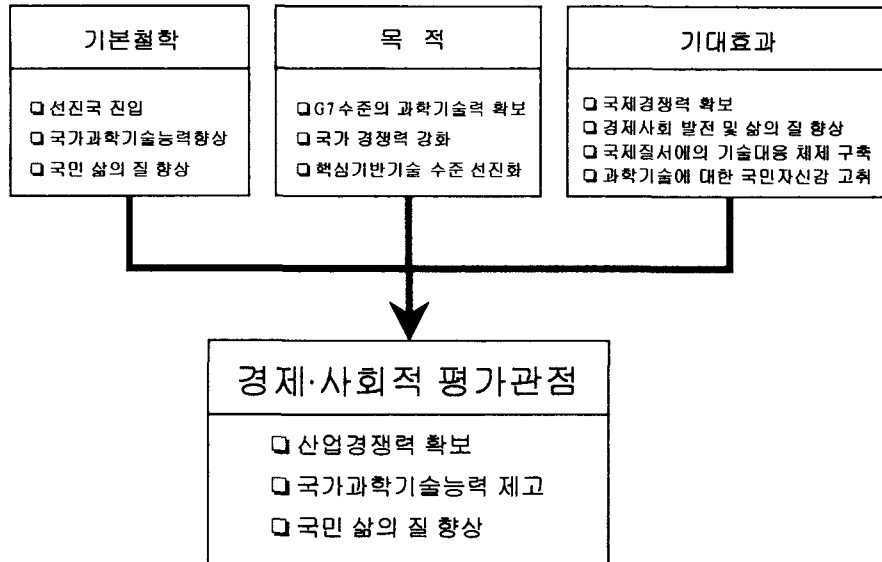 기본철학
❏ 선진국 진입
❏ 국가과학기술능력향상
❏ 국민 삶의 질 향상
목 적
❏ G7수준의 과학기술력 확보
❏ 국가 경쟁력 강화
❏ 핵심기반기술 수준 선진화
기대효과
❏ 국제경쟁력 확보
❏ 경제사회 발전 및 삶의 질 향상
❏ 국제질서에의 기술대응 체제 구축
❏ 과학기술에 대한 국민자신감 고취
경제·사회적 평가관점
❏ 산업경쟁력 확보
❏ 국가과학기술능력 제고
❏ 국민 삶의 질 향상